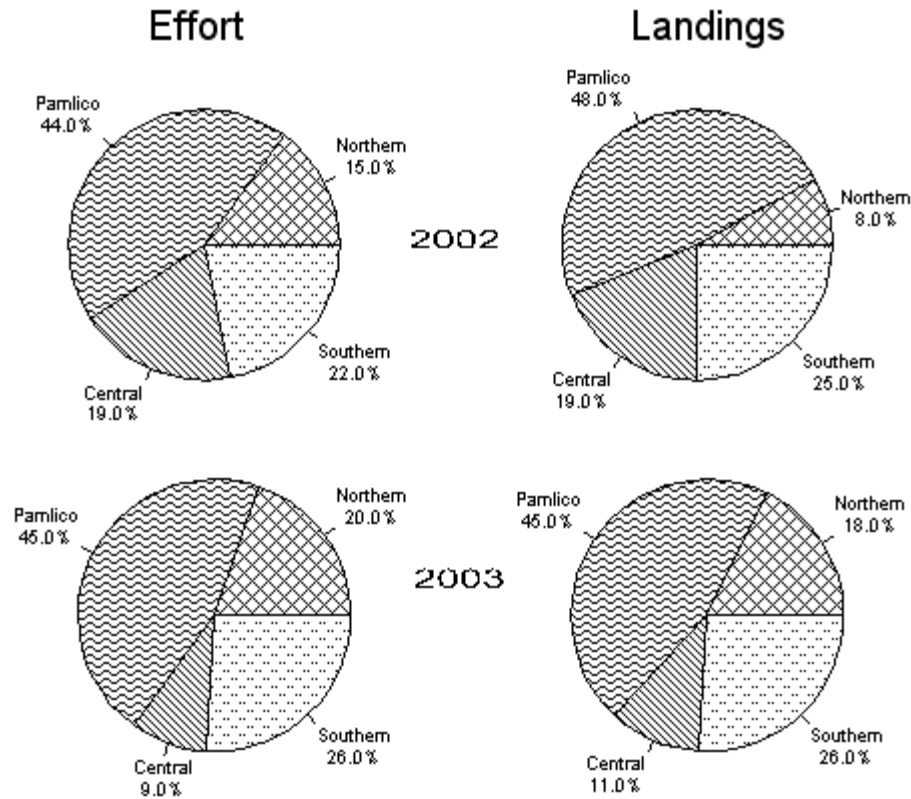 Effort
Landings
Pamlico
44.0%
Northern
15.0%
Southern
22.0%
Central
19.0%
2002
Pamlico
48.0%
Northern
8.0%
Southern
25.0%
Central
19.0%
Pamlico
45.0%
Northern
20.0%
Southern
26.0%
Central
9.0%
2003
Pamlico
45.0%
Northern
18.0%
Southern
26.0%
Central
11.0%